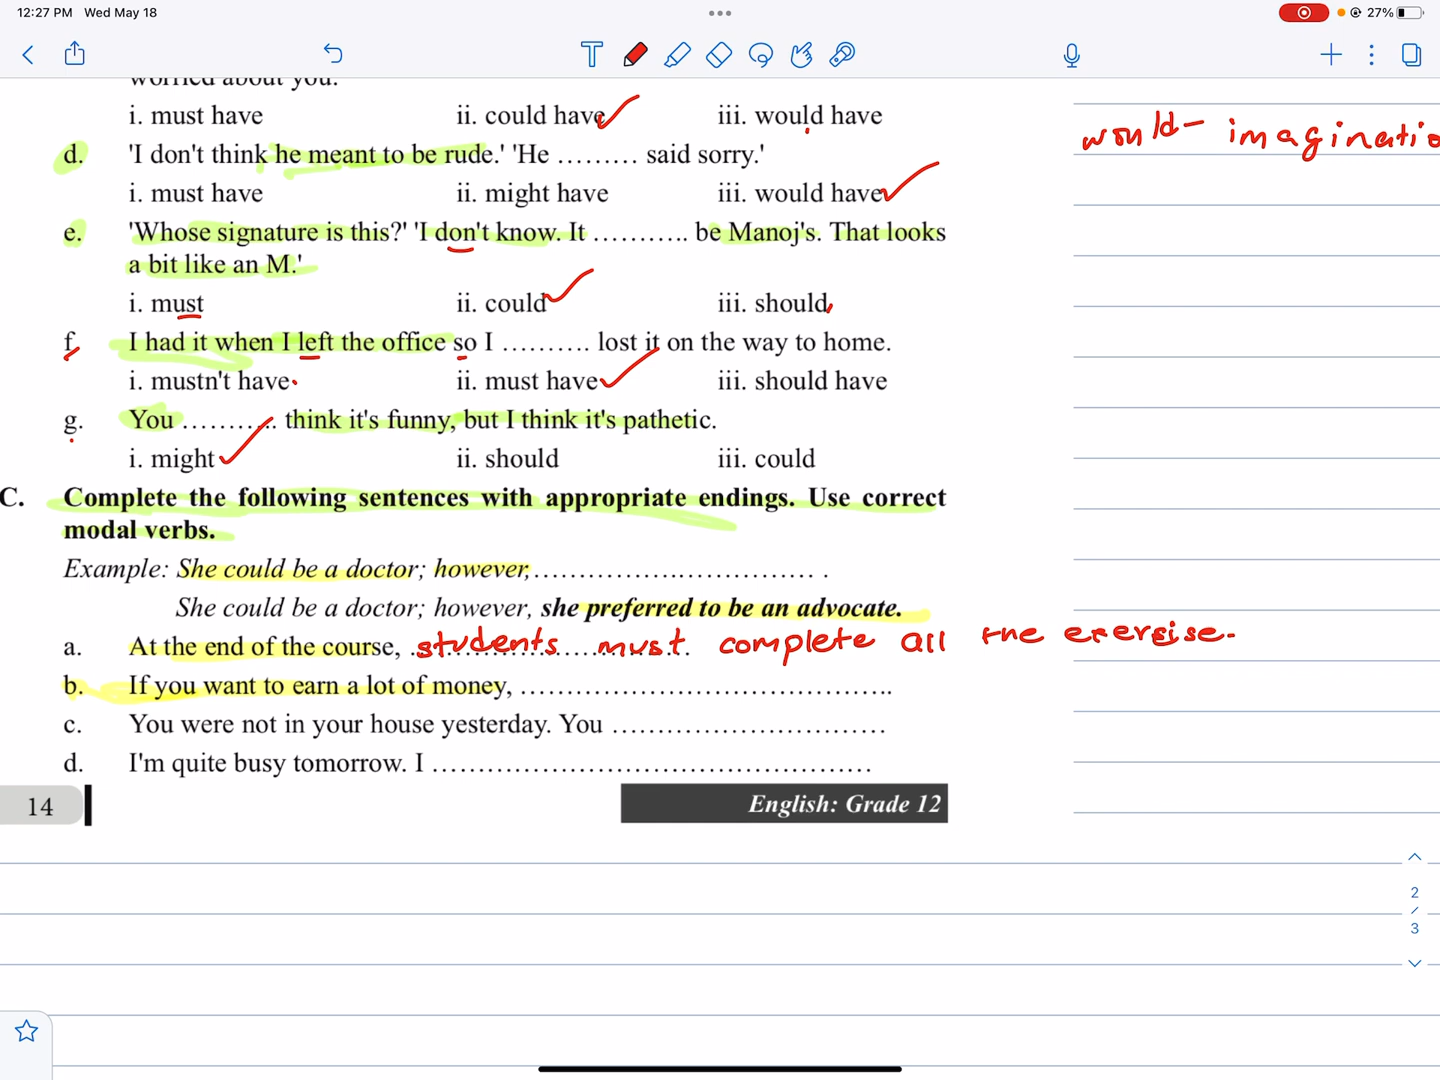 12:27 PM Wed May 18
27%
worried about you.
i. must have ii. could have iii. would have
would - imaginatio
d. 'I don't think he meant to be rude.' 'He ......... said sorry.'
i. must have ii. might have iii. would have
e. 'Whose signature is this?' 'I don't know. It ........... be Manoj's. That looks
a bit like an M.'
i. must ii. could iii. should
f. I had it when I left the office so I .......... lost it on the way to home.
i. mustn't have ii. must have iii. should have
g. You ........... think it's funny, but I think it's pathetic.
i. might ii. should iii. could
C. Complete the following sentences with appropriate endings. Use correct
modal verbs.
Example: She could be a doctor; however,................................ .
She could be a doctor; however, she preferred to be an advocate.
a. At the end of the course, students must complete all the exersise.
b. If you want to earn a lot of money, ..........................................
c. You were not in your house yesterday. You ..............................
d. I'm quite busy tomorrow. I ................................................
14 English: Grade 12
2
/
3